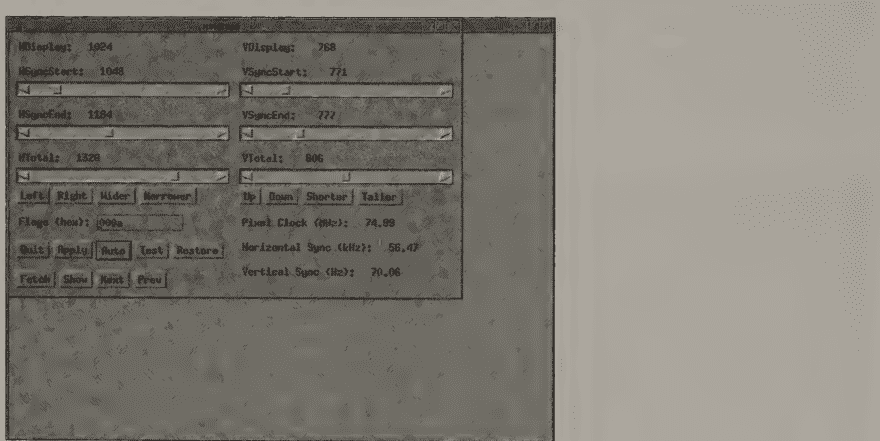 HDisplay: 1024 VDisplay: 768
HSyncStart: 1048 VSyncStart: 771
HSyncEnd: 1184 VSyncEnd: 777
HTotal: 1328 VTotal: 806
Left Right Wider Narrower Up Down Shorter Taller
Flags (hex): 000a Pixel Clock (MHz): 74.99
Quit Apply Auto Test Restore Horizontal Sync (kHz): 56.47
Fetch Show Next Prev Vertical Sync (Hz): 70.06